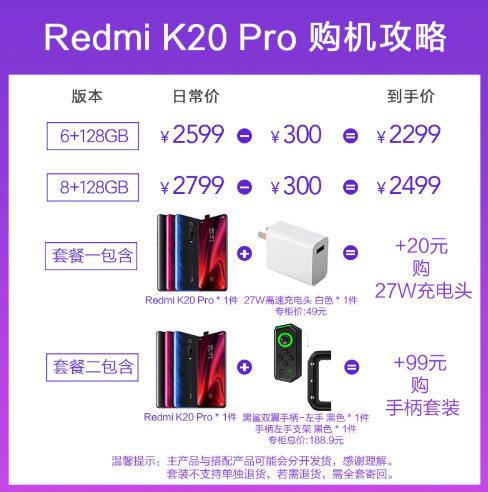 Redmi K20 Pro 购机攻略
版本 日常价 到手价
6+128GB ¥2599 - ¥300 = ¥2299
8+128GB ¥2799 - ¥300 = ¥2499
套餐一包含 + = +20元
购
27W充电头
Redmi K20 Pro * 1件 27W高速充电头 白色 * 1件
专柜价:49元
套餐二包含 + = +99元
购
手柄套装
Redmi K20 Pro * 1件 黑鲨双翼手柄-左手 黑色 * 1件
手柄左手支架 黑色 * 1件
专柜总价:188.9元
温馨提示：主产品与搭配产品可能会分开发货，感谢理解。
套装不支持单独退货，若需退货，需全套寄回。